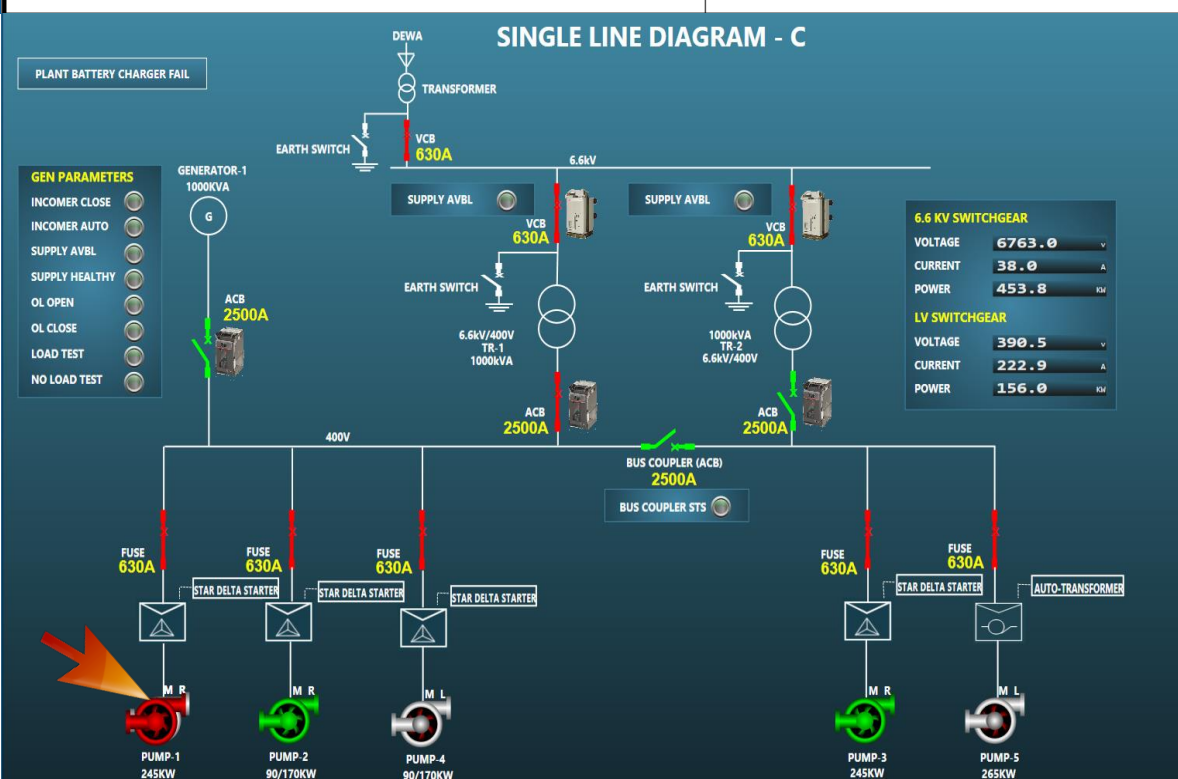 SINGLE LINE DIAGRAM - C
DEWA
PLANT BATTERY CHARGER FAIL
TRANSFORMER
EARTH SWITCH
VCB
630A
6.6kV
GEN PARAMETERS
INCOMER CLOSE
INCOMER AUTO
SUPPLY AVBL
SUPPLY HEALTHY
OL OPEN
OL CLOSE
LOAD TEST
NO LOAD TEST
GENERATOR-1
1000KVA
G
ACB
2500A
SUPPLY AVBL
VCB
630A
EARTH SWITCH
6.6kV/400V
TR-1
1000kVA
ACB
2500A
SUPPLY AVBL
VCB
630A
EARTH SWITCH
1000kVA
TR-2
6.6kV/400V
ACB
2500A
6.6 KV SWITCHGEAR
VOLTAGE 6763.0 V
CURRENT 38.0 A
POWER 453.8 KW
LV SWITCHGEAR
VOLTAGE 390.5 V
CURRENT 222.9 A
POWER 156.0 KW
400V
BUS COUPLER (ACB)
2500A
BUS COUPLER STS
FUSE
630A
STAR DELTA STARTER
FUSE
630A
STAR DELTA STARTER
FUSE
630A
STAR DELTA STARTER
FUSE
630A
STAR DELTA STARTER
FUSE
630A
AUTO-TRANSFORMER
M R
PUMP-1
245KW
M R
PUMP-2
90/170KW
M L
PUMP-4
90/170KW
M R
PUMP-3
245KW
M L
PUMP-5
265KW